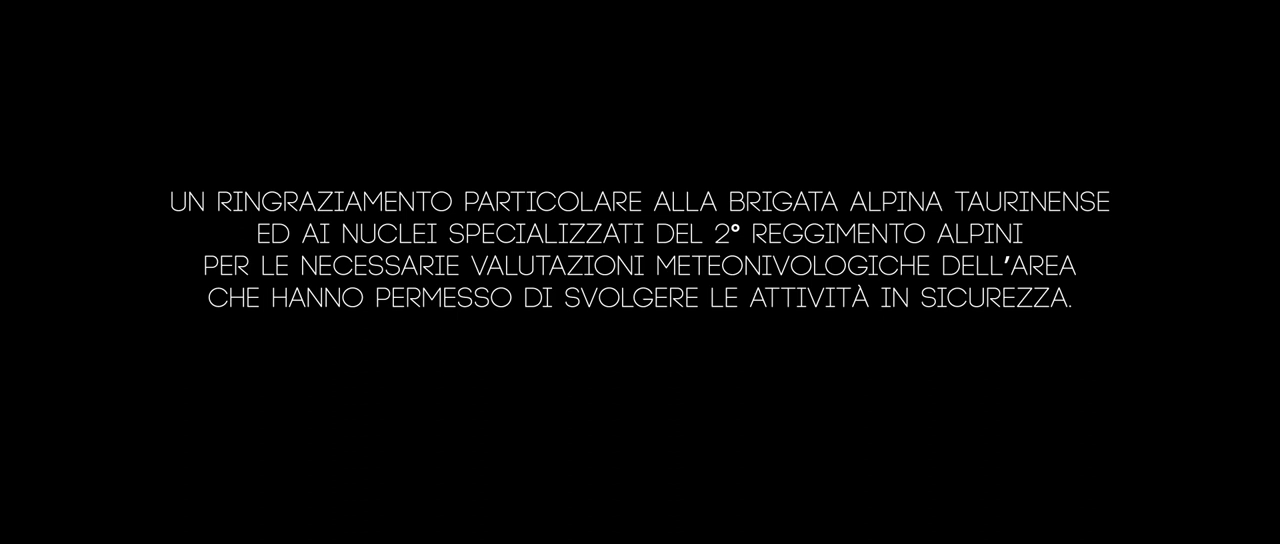 UN RINGRAZIAMENTO PARTICOLARE ALLA BRIGATA ALPINA TAURINENSE
ED AI NUCLEI SPECIALIZZATI DEL 2° REGGIMENTO ALPINI
PER LE NECESSARIE VALUTAZIONI METEONIVOLOGICHE DELL'AREA
CHE HANNO PERMESSO DI SVOLGERE LE ATTIVITÀ IN SICUREZZA.